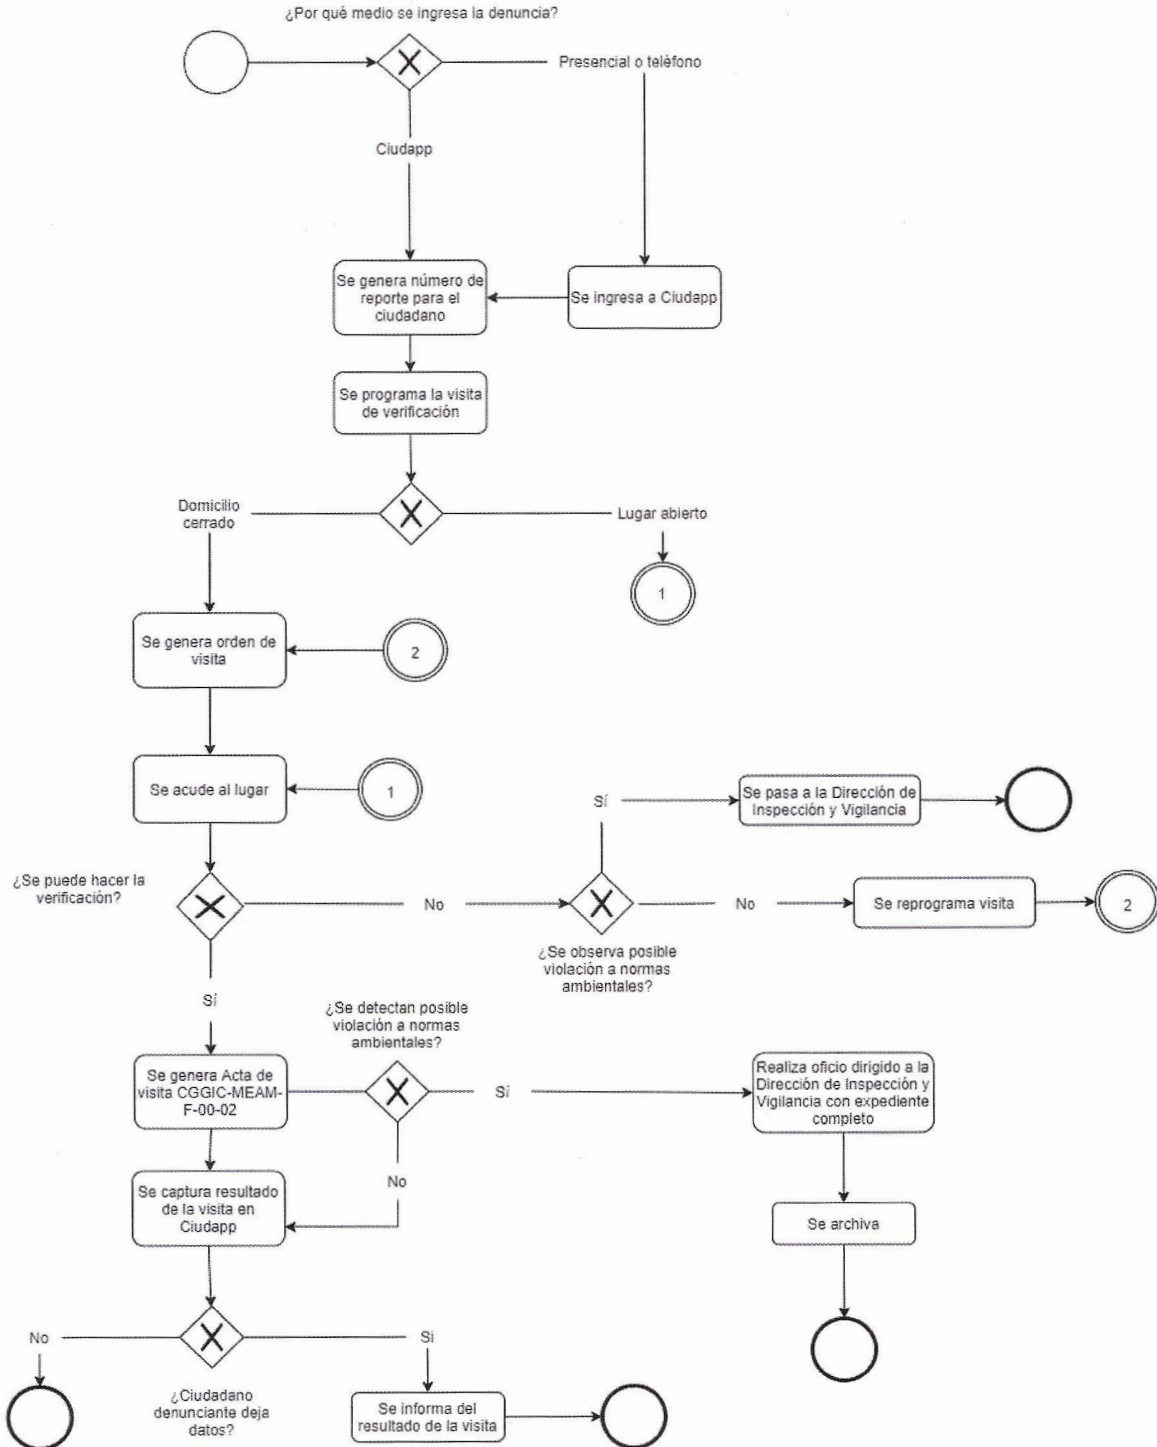 ¿Por qué medio se ingresa la denuncia?
Presencial o teléfono
Ciudapp
Se genera número de
reporte para el
ciudadano
Se ingresa a Ciudapp
Se programa la visita
de verificación
Domicilio
cerrado
Lugar abierto
1
Se genera orden de
visita
2
Se acude al lugar
1
Sí
Se pasa a la Dirección de
Inspección y Vigilancia
¿Se puede hacer la
verificación?
No
No
Se reprograma visita
2
¿Se observa posible
violación a normas
ambientales?
Sí
¿Se detectan posible
violación a normas
ambientales?
Se genera Acta de
visita CGGIC-MEAM-
F-00-02
Sí
Realiza oficio dirigido a la
Dirección de Inspección y
Vigilancia con expediente
completo
No
Se captura resultado
de la visita en
Ciudapp
Se archiva
No
Si
¿Ciudadano
denunciante deja
datos?
Se informa del
resultado de la visita